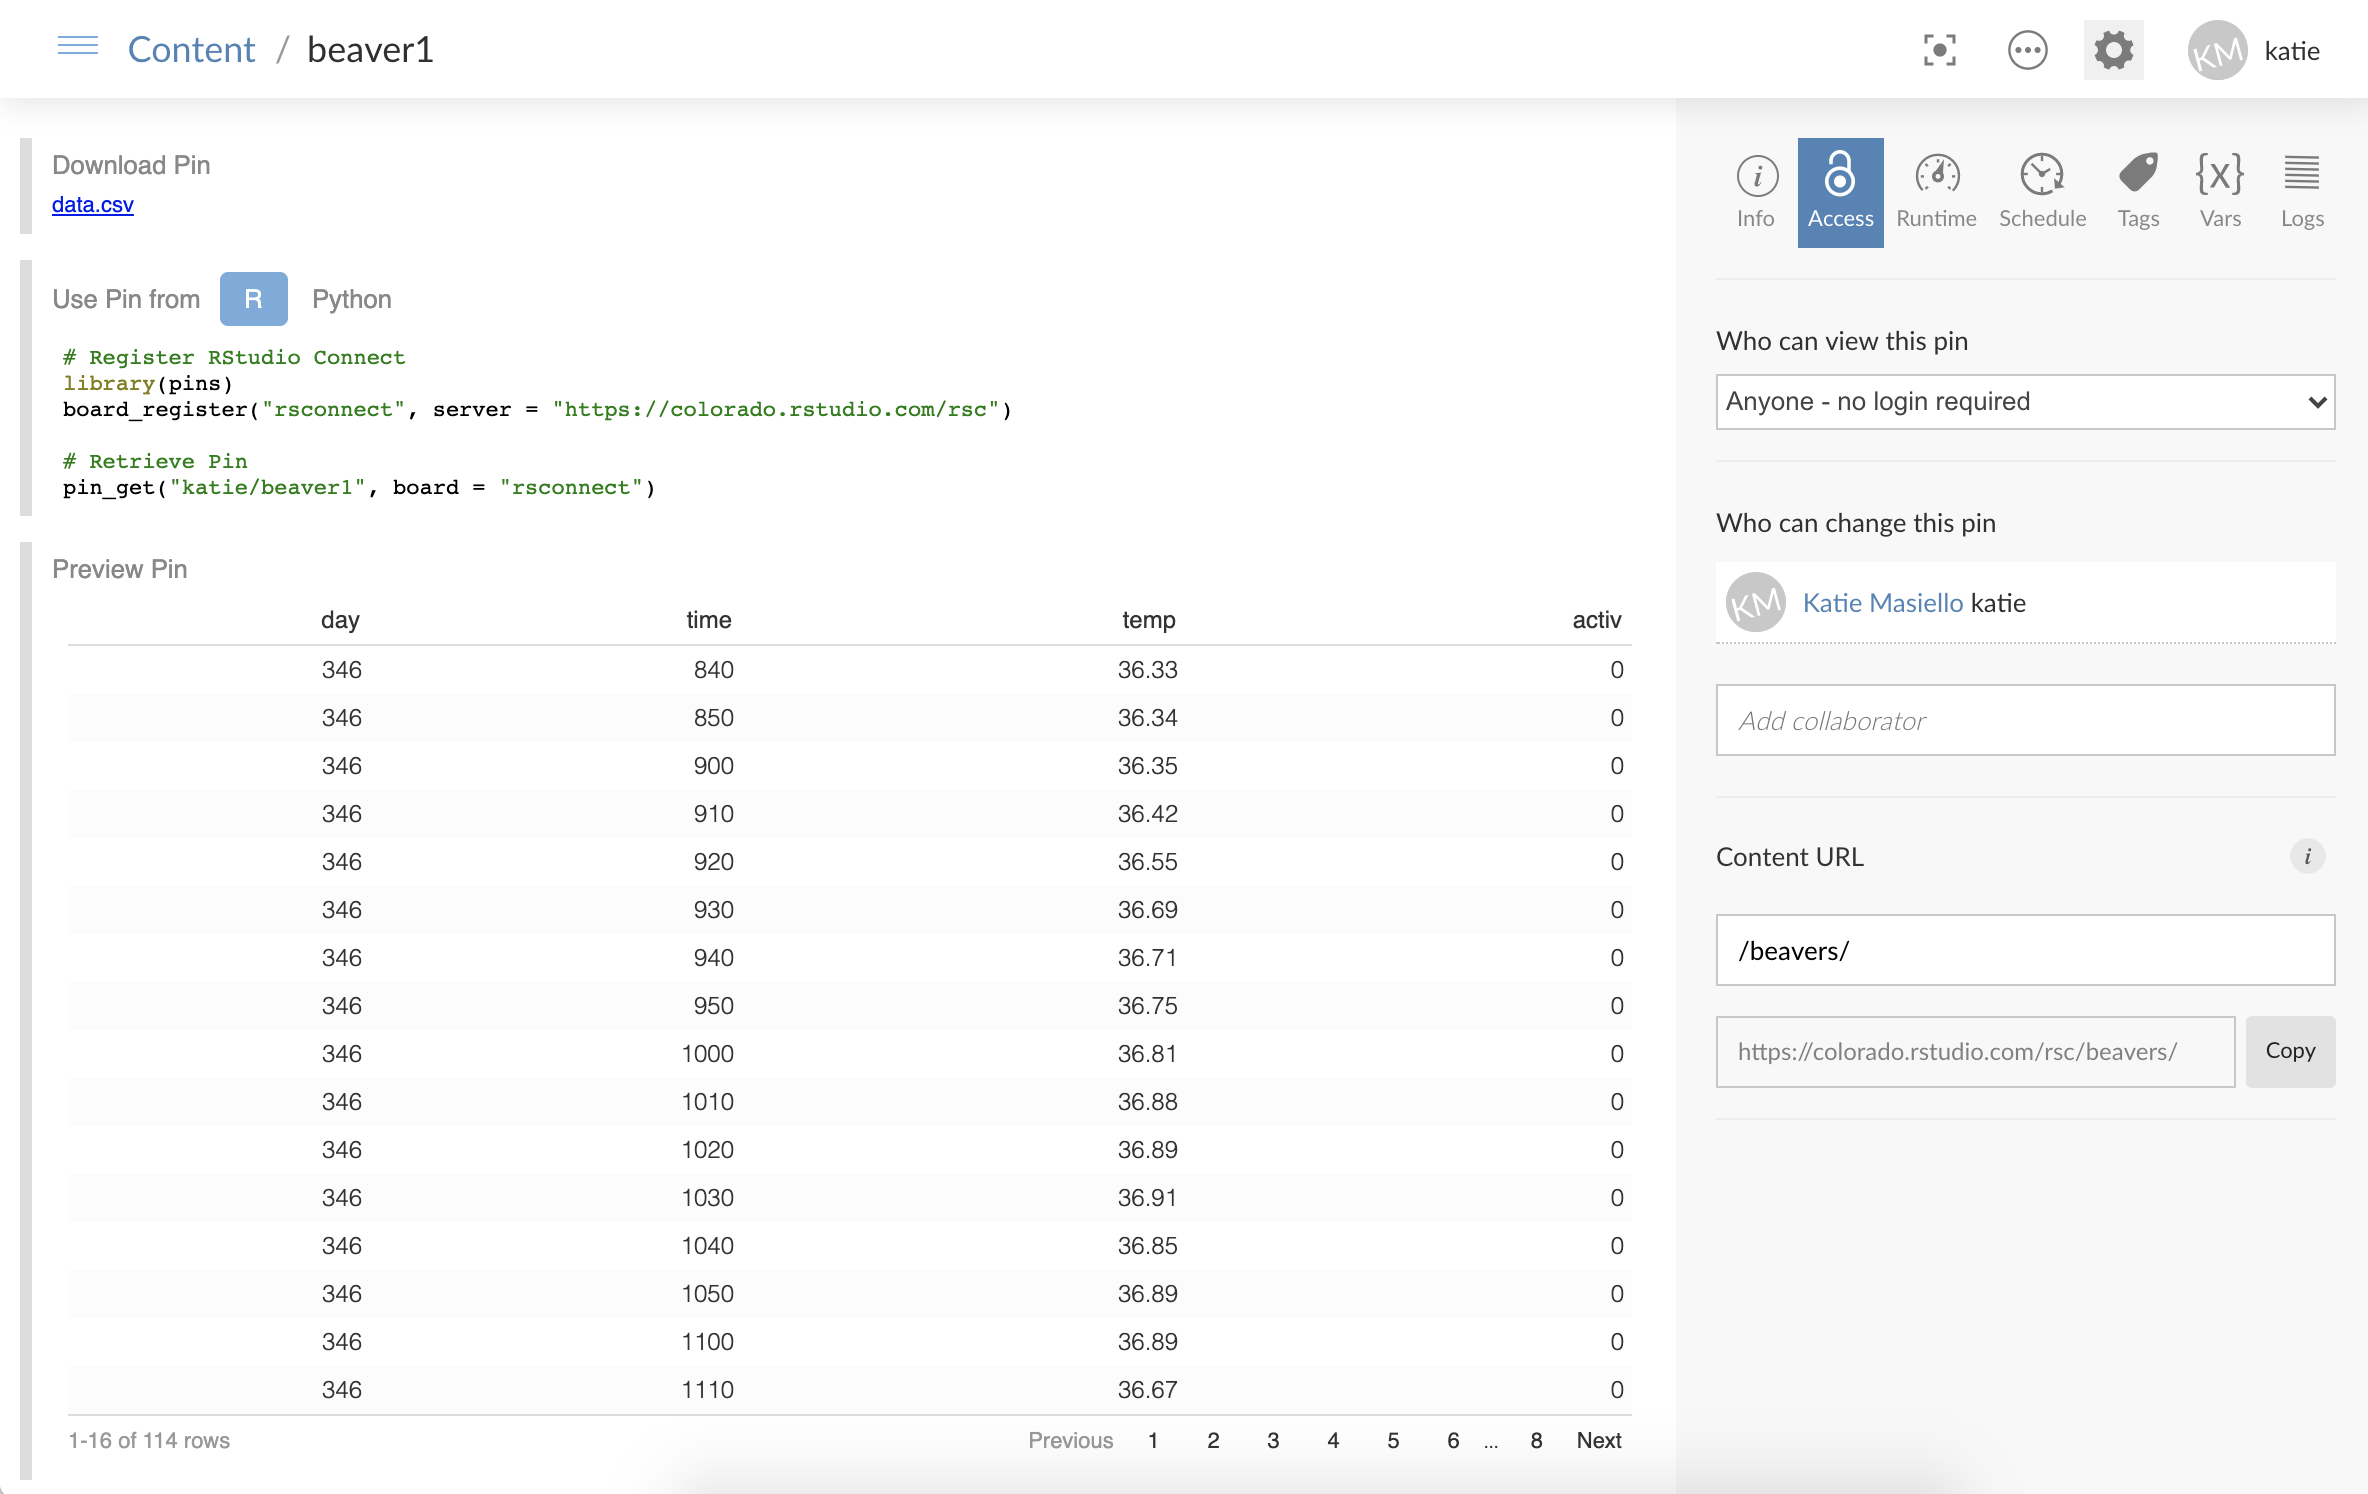 Content / beaver1
KM katie
Download Pin
data.csv
Use Pin from R Python
# Register RStudio Connect
library(pins)
board_register("rsconnect", server = "https://colorado.rstudio.com/rsc")
# Retrieve Pin
pin_get("katie/beaver1", board = "rsconnect")
Preview Pin
day time temp activ
346 840 36.33 0
346 850 36.34 0
346 900 36.35 0
346 910 36.42 0
346 920 36.55 0
346 930 36.69 0
346 940 36.71 0
346 950 36.75 0
346 1000 36.81 0
346 1010 36.88 0
346 1020 36.89 0
346 1030 36.91 0
346 1040 36.85 0
346 1050 36.89 0
346 1100 36.89 0
346 1110 36.67 0
1-16 of 114 rows Previous 1 2 3 4 5 6 ... 8 Next
i {x}
Info Access Runtime Schedule Tags Vars Logs
Who can view this pin
Anyone - no login required
Who can change this pin
KM Katie Masiello katie
Add collaborator
Content URL i
/beavers/
https://colorado.rstudio.com/rsc/beavers/ Copy